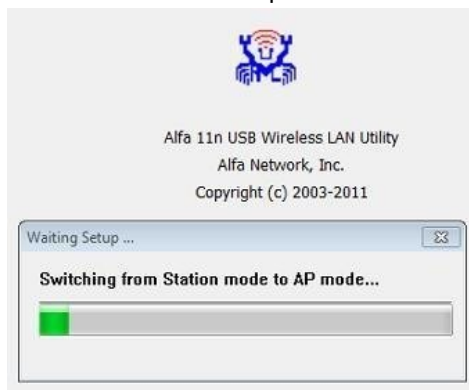 Alfa 11n USB Wireless LAN Utility
Alfa Network, Inc.
Copyright (c) 2003-2011
Waiting Setup ...
Switching from Station mode to AP mode...